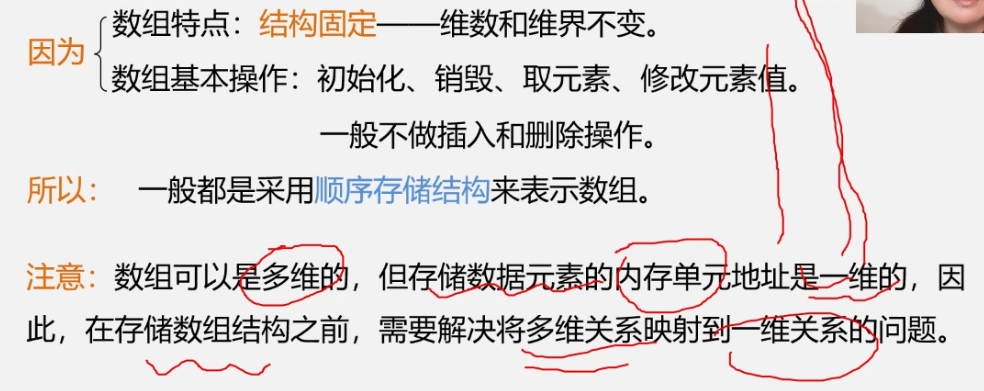 因为
数组特点：结构固定——维数和维界不变。
数组基本操作：初始化、销毁、取元素、修改元素值。
一般不做插入和删除操作。
所以： 一般都是采用顺序存储结构来表示数组。
注意：数组可以是多维的，但存储数据元素的内存单元地址是一维的，因
此，在存储数组结构之前，需要解决将多维关系映射到一维关系的问题。